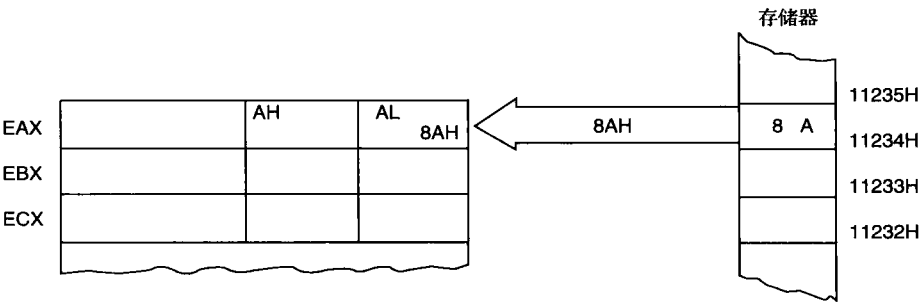 存储器
11235H
AH AL
EAX 8AH 8AH 8 A
11234H
EBX
11233H
ECX
11232H